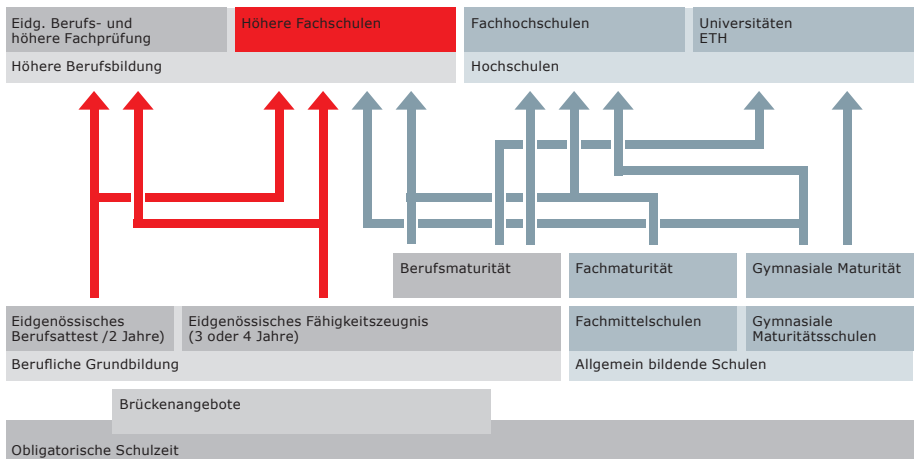 Eidg. Berufs- und
höhere Fachprüfung
Höhere Fachschulen
Fachhochschulen
Universitäten
ETH
Höhere Berufsbildung
Hochschulen
Berufsmaturität
Fachmaturität
Gymnasiale Maturität
Eidgenössisches
Berufsattest /2 Jahre)
Eidgenössisches Fähigkeitszeugnis
(3 oder 4 Jahre)
Fachmittelschulen
Gymnasiale
Maturitätsschulen
Berufliche Grundbildung
Allgemein bildende Schulen
Brückenangebote
Obligatorische Schulzeit